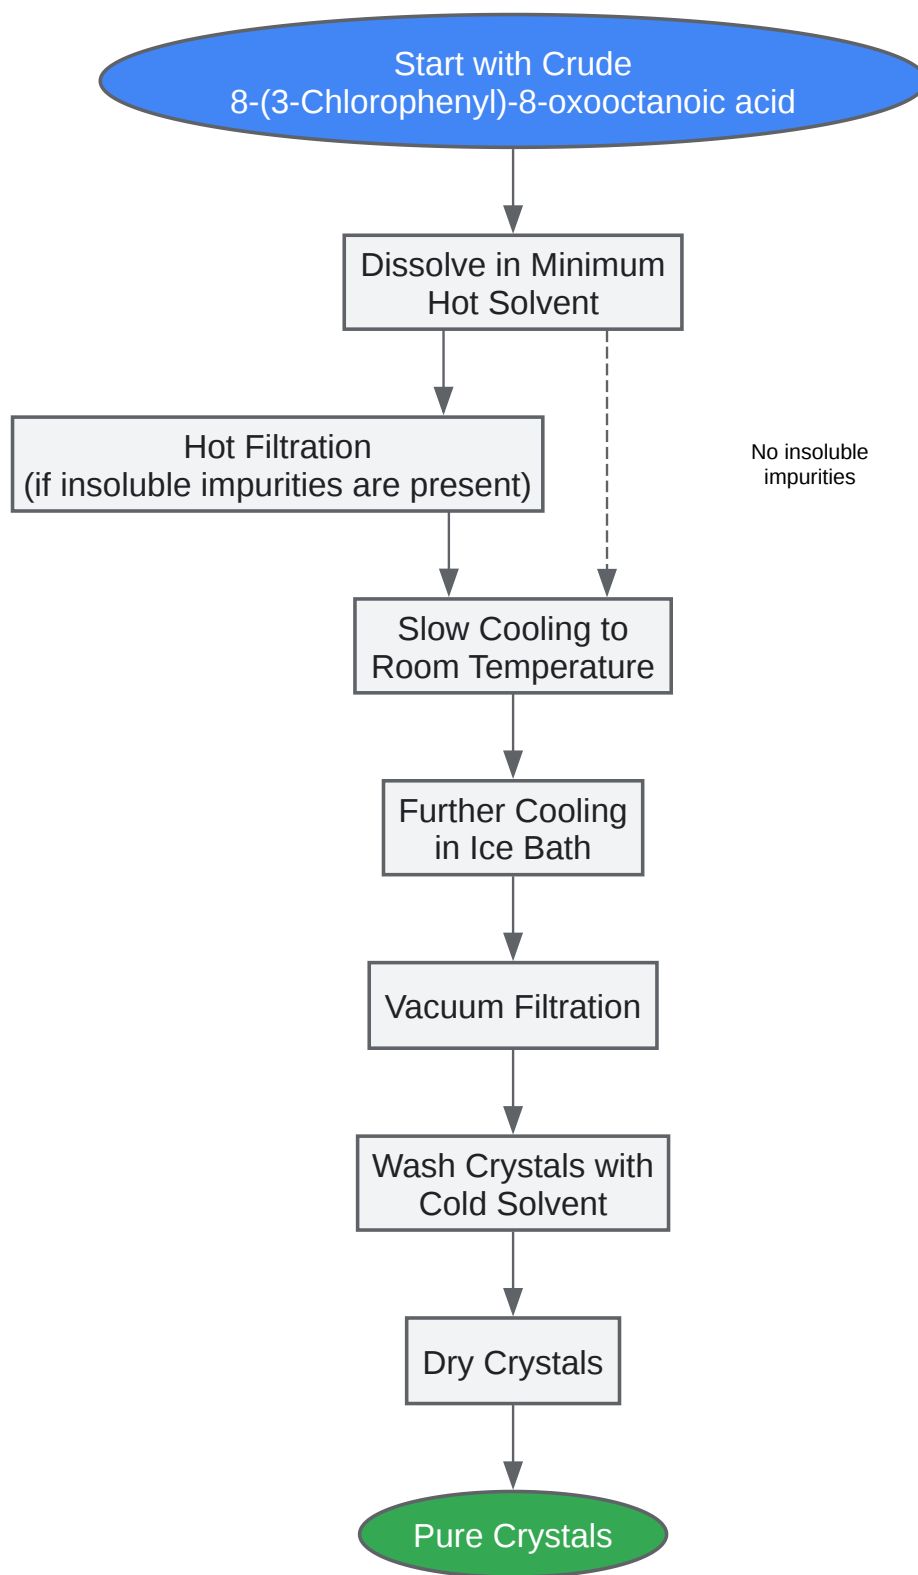 Start with Crude
8-(3-Chlorophenyl)-8-oxooctanoic acid
Dissolve in Minimum
Hot Solvent
Hot Filtration
(if insoluble impurities are present)
No insoluble
impurities
Slow Cooling to
Room Temperature
Further Cooling
in Ice Bath
Vacuum Filtration
Wash Crystals with
Cold Solvent
Dry Crystals
Pure Crystals